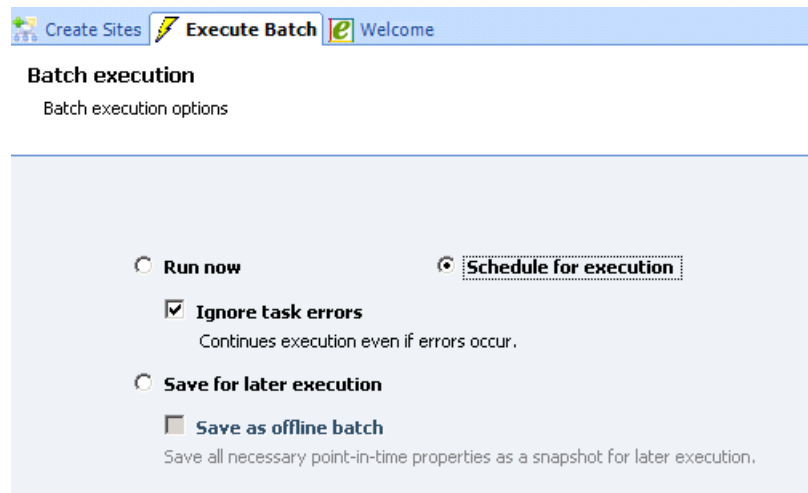 Create Sites Execute Batch Welcome
Batch execution
Batch execution options
Run now Schedule for execution
Ignore task errors
Continues execution even if errors occur.
Save for later execution
Save as offline batch
Save all necessary point-in-time properties as a snapshot for later execution.